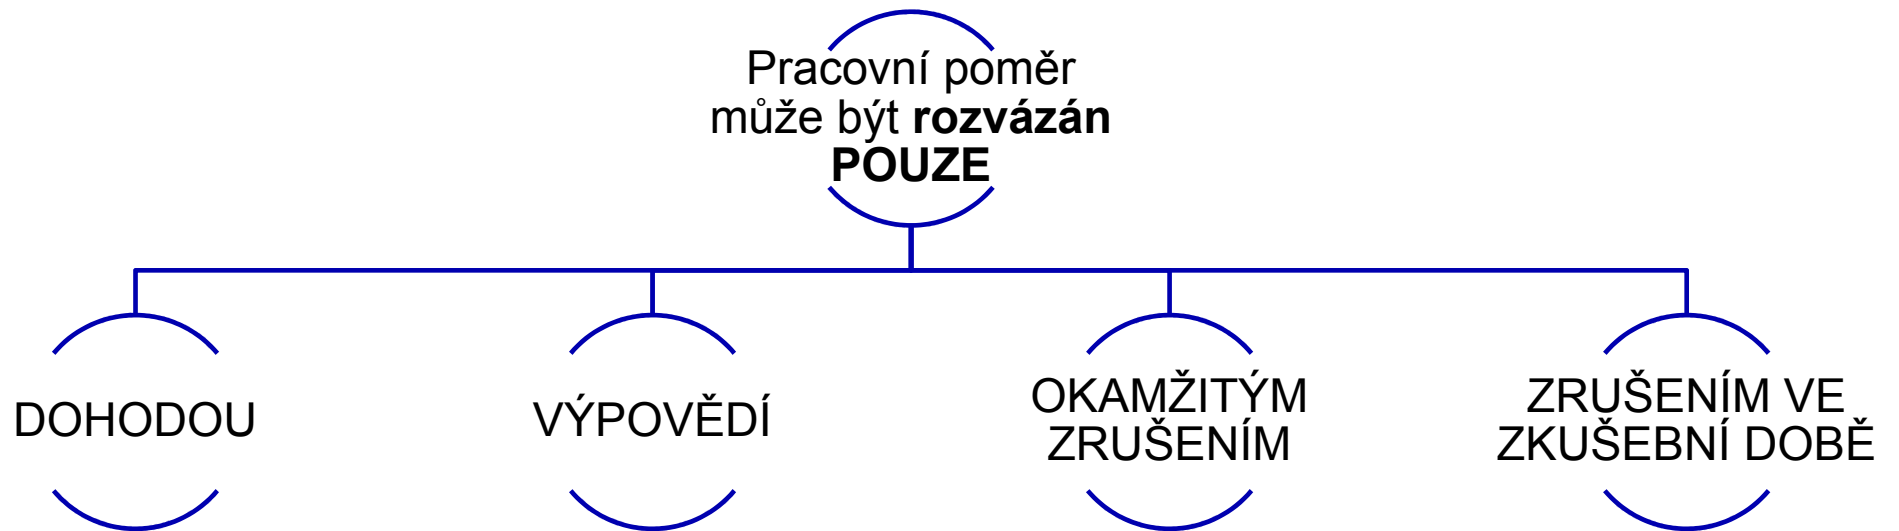 Pracovní poměr
může být rozvázán
POUZE
DOHODOU
VÝPOVĚDÍ
OKAMŽITÝM
ZRUŠENÍM
ZRUŠENÍM VE
ZKUŠEBNÍ DOBĚ